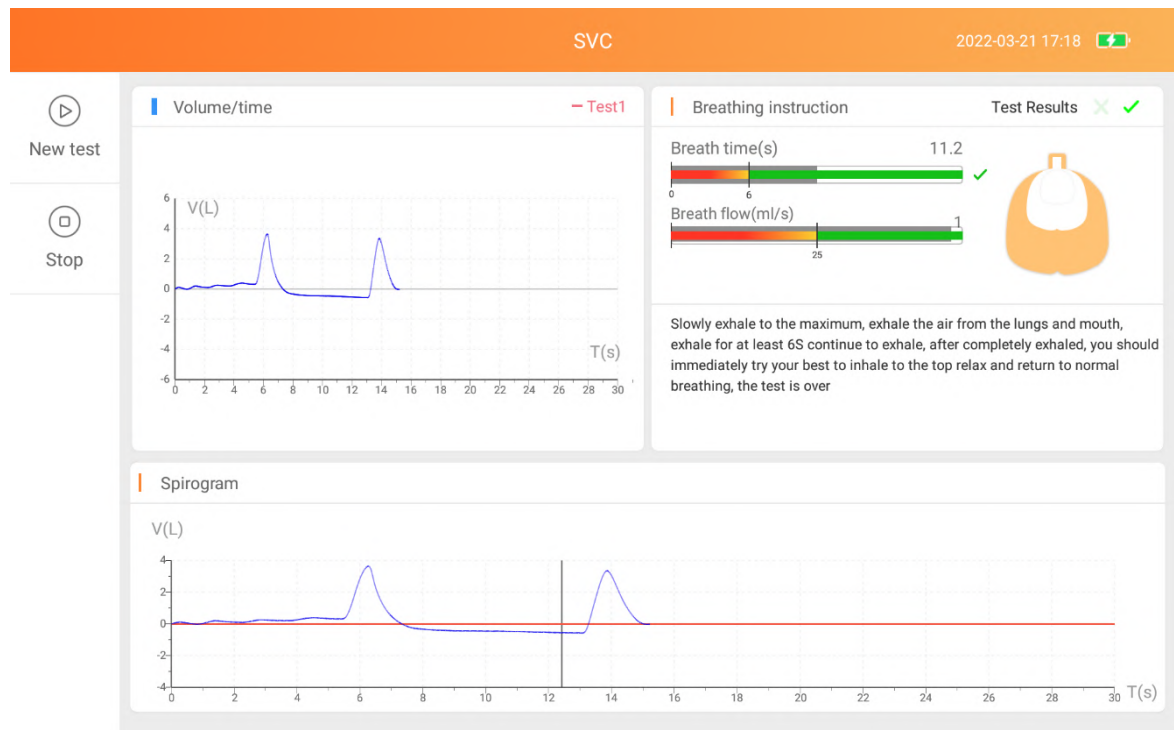 SVC
2022-03-21 17:18
New test
Stop
Volume/time
Test1
V(L)
6
4
2
0
-2
-4
-6
T(s)
0 2 4 6 8 10 12 14 16 18 20 22 24 26 28 30
Breathing instruction
Test Results
Breath time(s) 11.2
0 6
Breath flow(ml/s) 1
25
Slowly exhale to the maximum, exhale the air from the lungs and mouth,
exhale for at least 6S continue to exhale, after completely exhaled, you should
immediately try your best to inhale to the top relax and return to normal
breathing, the test is over
Spirogram
V(L)
4
2
0
-2
-4
0 2 4 6 8 10 12 14 16 18 20 22 24 26 28 30 T(s)